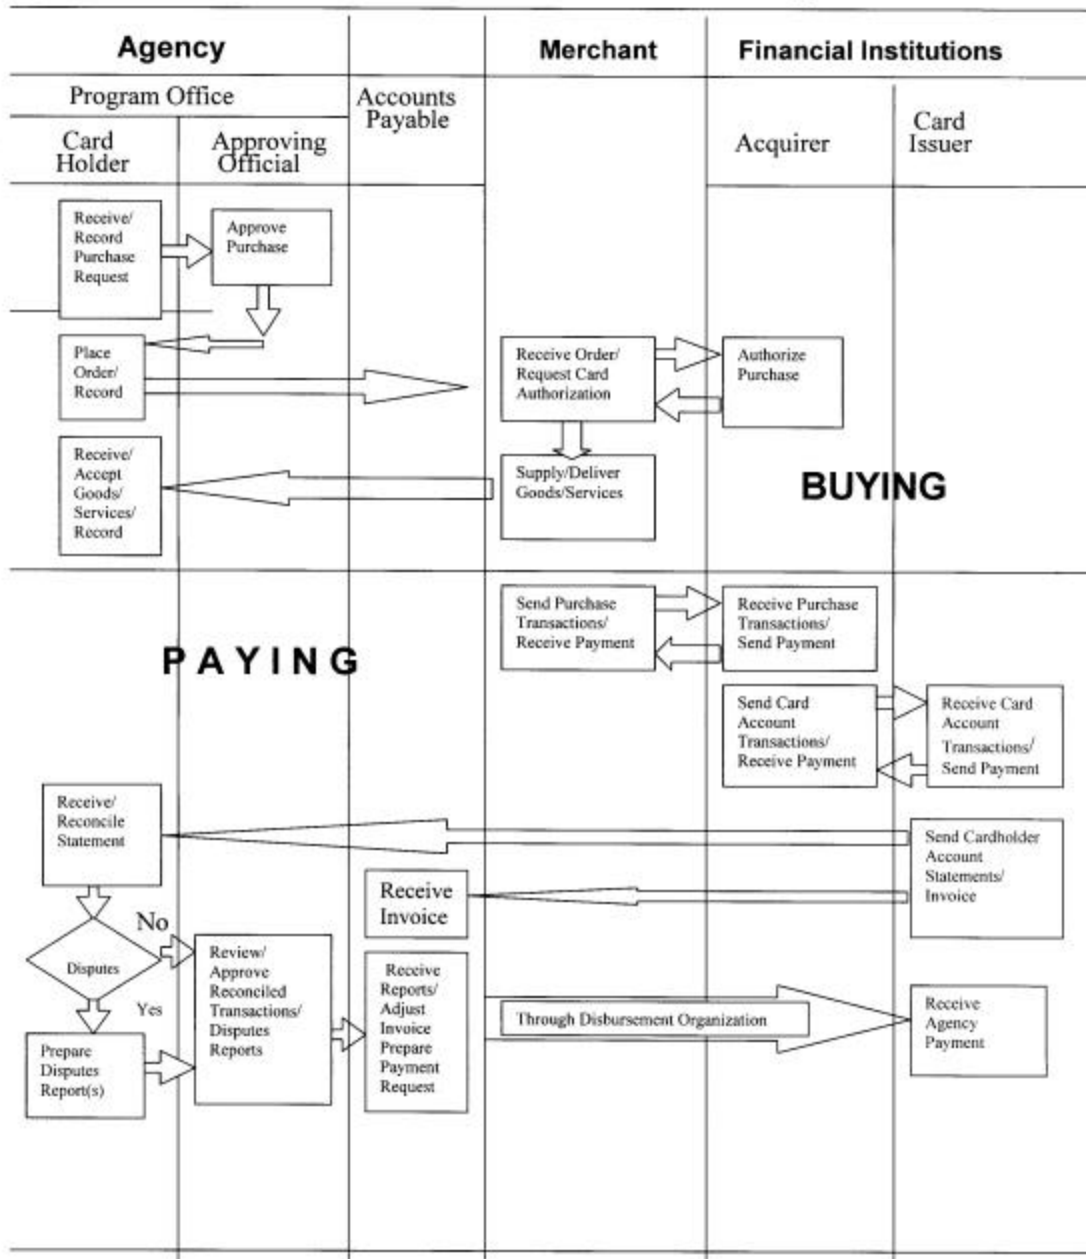 Agency
Merchant
Financial Institutions
Program Office
Accounts
Payable
Card
Holder
Approving
Official
Acquirer
Card
Issuer
Receive/
Record
Purchase
Request
Approve
Purchase
Place
Order/
Record
Receive Order/
Request Card
Authorization
Authorize
Purchase
Receive/
Accept
Goods/
Services/
Record
Supply/Deliver
Goods/Services
BUYING
Send Purchase
Transactions/
Receive Payment
Receive Purchase
Transactions/
Send Payment
P A Y I N G
Send Card
Account
Transactions/
Receive Payment
Receive Card
Account
Transactions/
Send Payment
Receive/
Reconcile
Statement
Send Cardholder
Account
Statements/
Invoice
Receive
Invoice
No
Disputes
Yes
Review/
Approve
Reconciled
Transactions/
Disputes
Reports
Receive
Reports/
Adjust
Invoice
Prepare
Payment
Request
Through Disbursement Organization
Receive
Agency
Payment
Prepare
Disputes
Report(s)